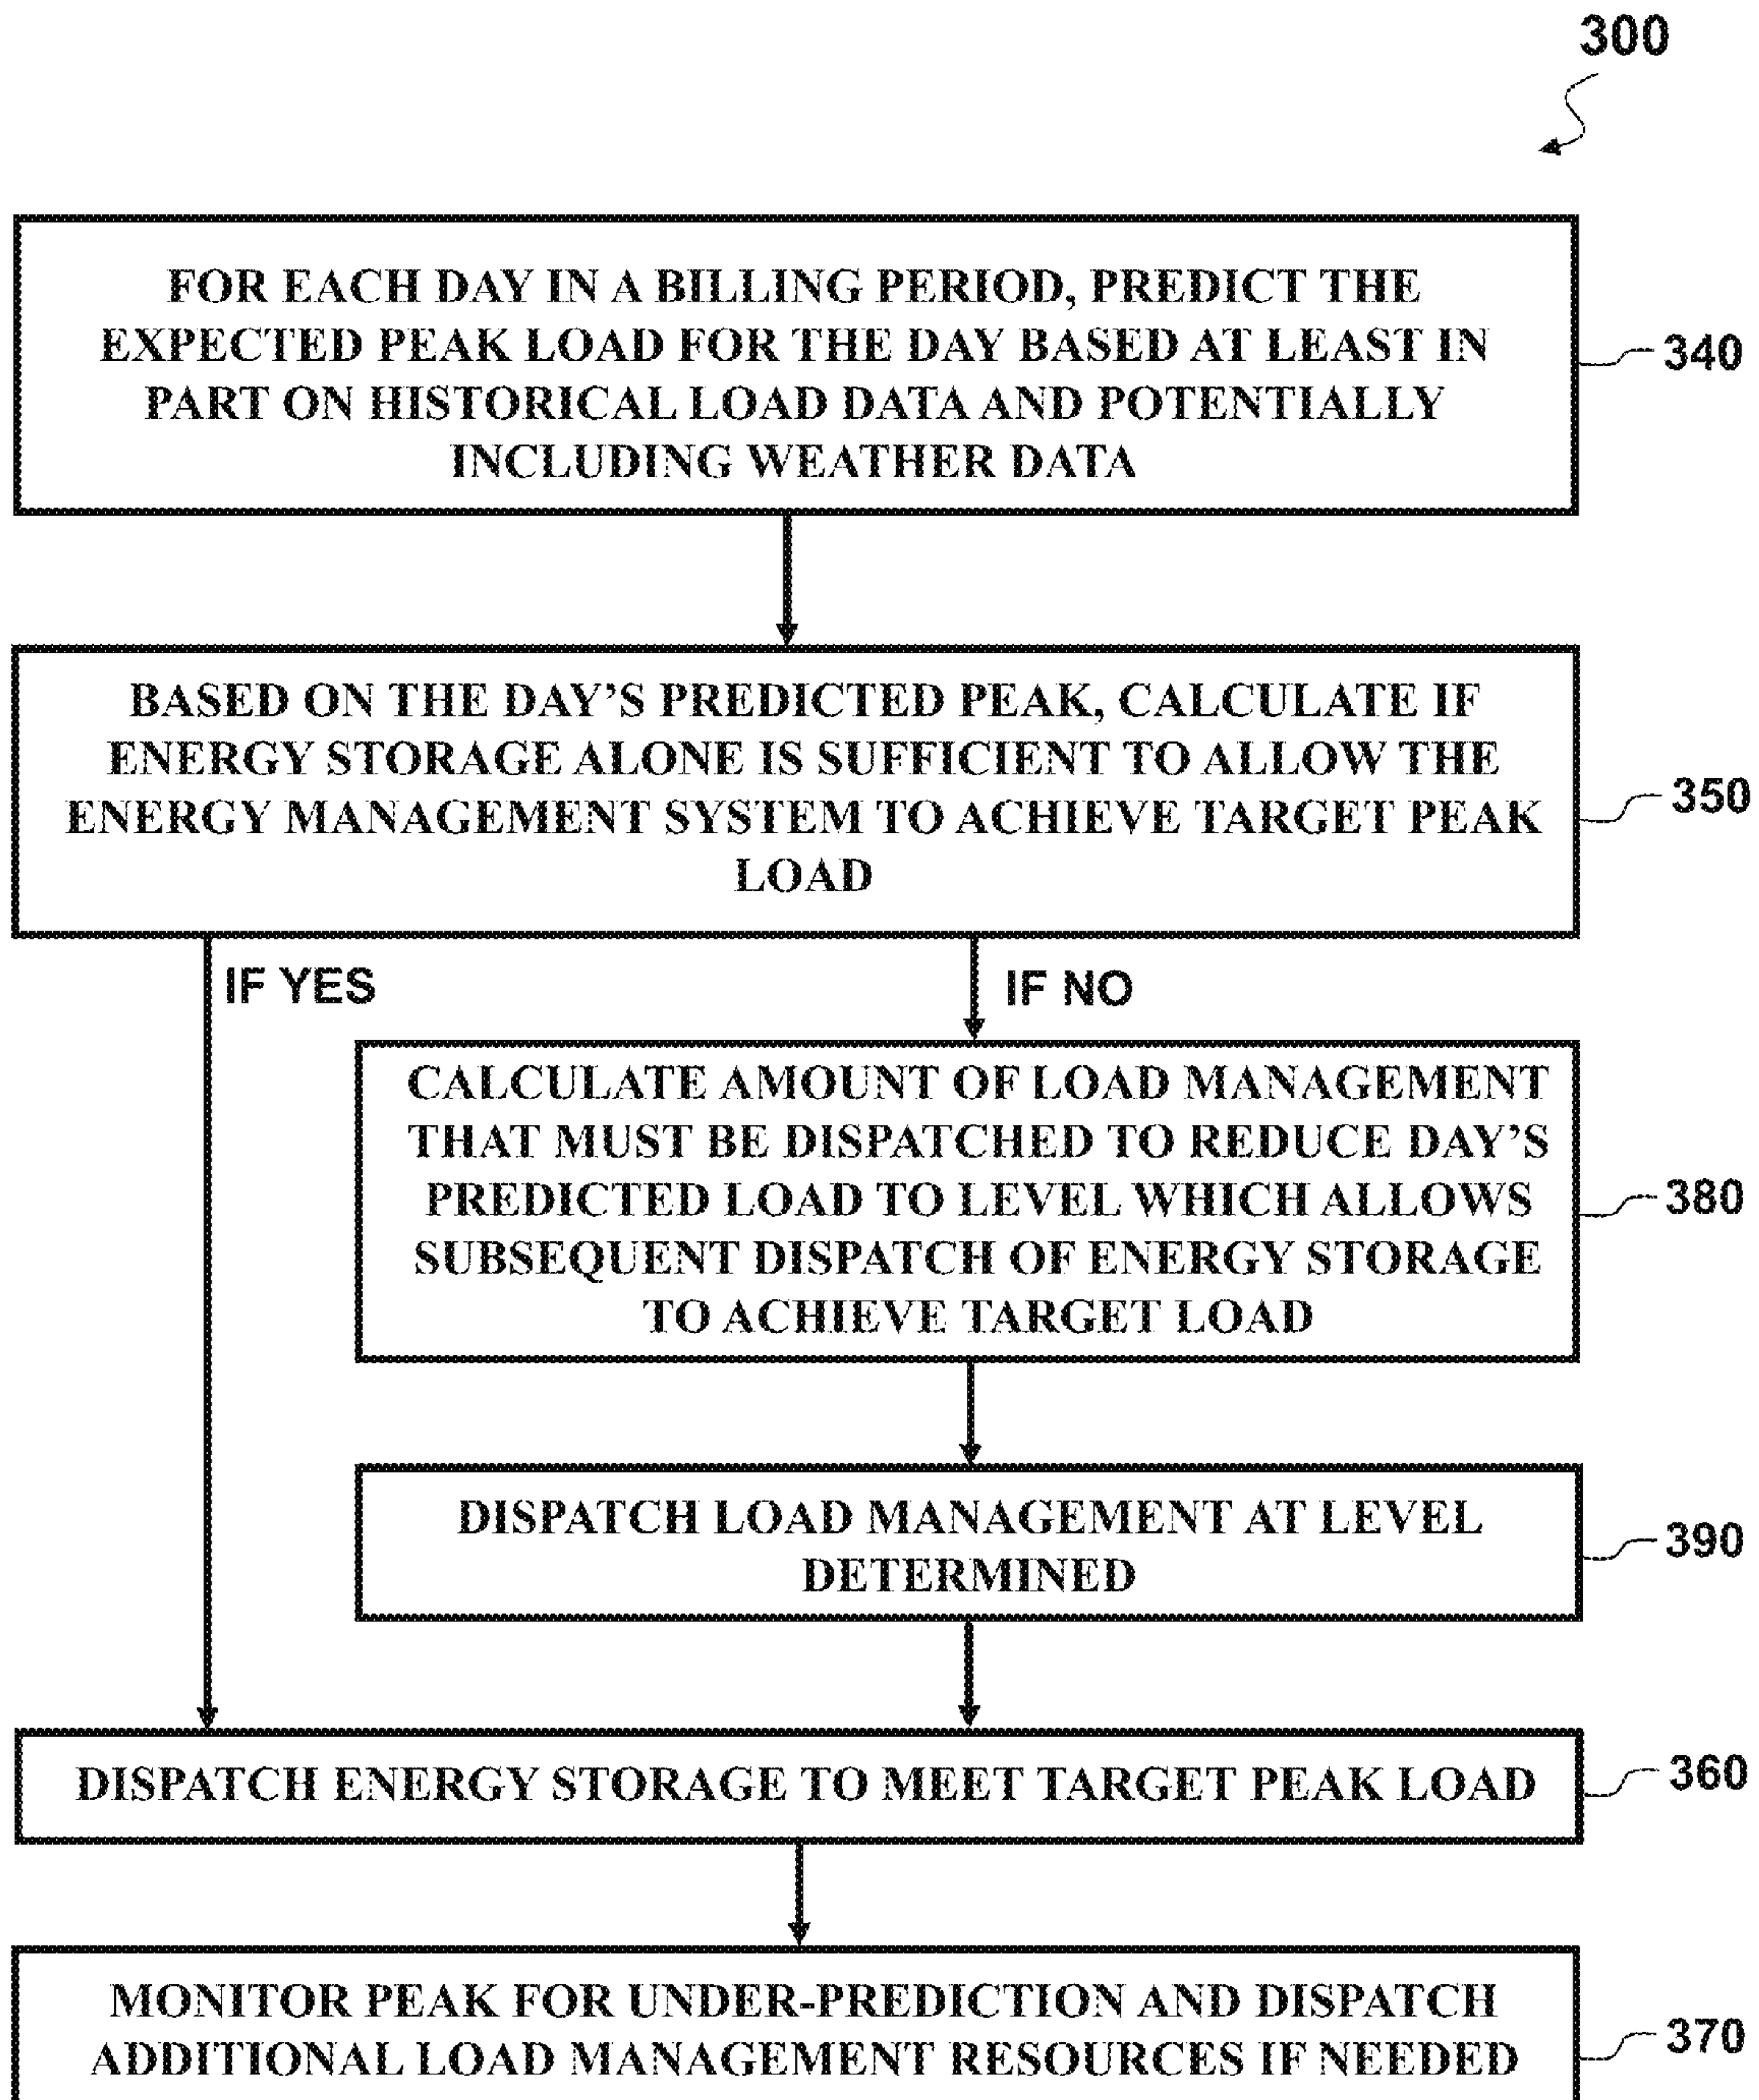 300
FOR EACH DAY IN A BILLING PERIOD, PREDICT THE
EXPECTED PEAK LOAD FOR THE DAY BASED AT LEAST IN
PART ON HISTORICAL LOAD DATA AND POTENTIALLY
INCLUDING WEATHER DATA
340
BASED ON THE DAY’S PREDICTED PEAK, CALCULATE IF
ENERGY STORAGE ALONE IS SUFFICIENT TO ALLOW THE
ENERGY MANAGEMENT SYSTEM TO ACHIEVE TARGET PEAK
LOAD
350
IF YES
IF NO
CALCULATE AMOUNT OF LOAD MANAGEMENT
THAT MUST BE DISPATCHED TO REDUCE DAY’S
PREDICTED LOAD TO LEVEL WHICH ALLOWS
SUBSEQUENT DISPATCH OF ENERGY STORAGE
TO ACHIEVE TARGET LOAD
380
DISPATCH LOAD MANAGEMENT AT LEVEL
DETERMINED
390
DISPATCH ENERGY STORAGE TO MEET TARGET PEAK LOAD
360
MONITOR PEAK FOR UNDER-PREDICTION AND DISPATCH
ADDITIONAL LOAD MANAGEMENT RESOURCES IF NEEDED
370